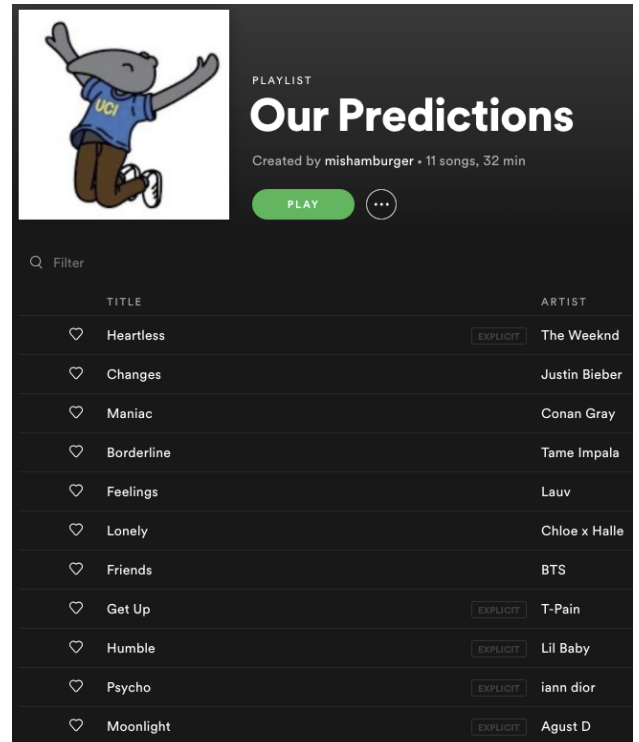 UCI
PLAYLIST
Our Predictions
Created by mishamburger • 11 songs, 32 min
PLAY
Filter
TITLE ARTIST
Heartless EXPLICIT The Weeknd
Changes Justin Bieber
Maniac Conan Gray
Borderline Tame Impala
Feelings Lauv
Lonely Chloe x Halle
Friends BTS
Get Up EXPLICIT T-Pain
Humble EXPLICIT Lil Baby
Psycho EXPLICIT iann dior
Moonlight EXPLICIT Agust D